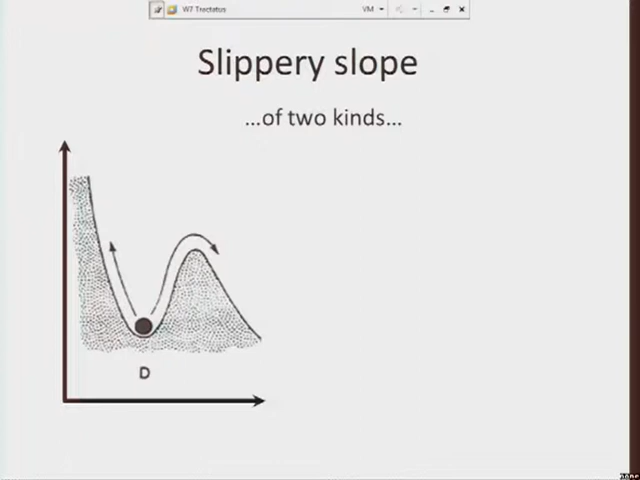 W7 Tractatus
VM
Slippery slope
...of two kinds...
D